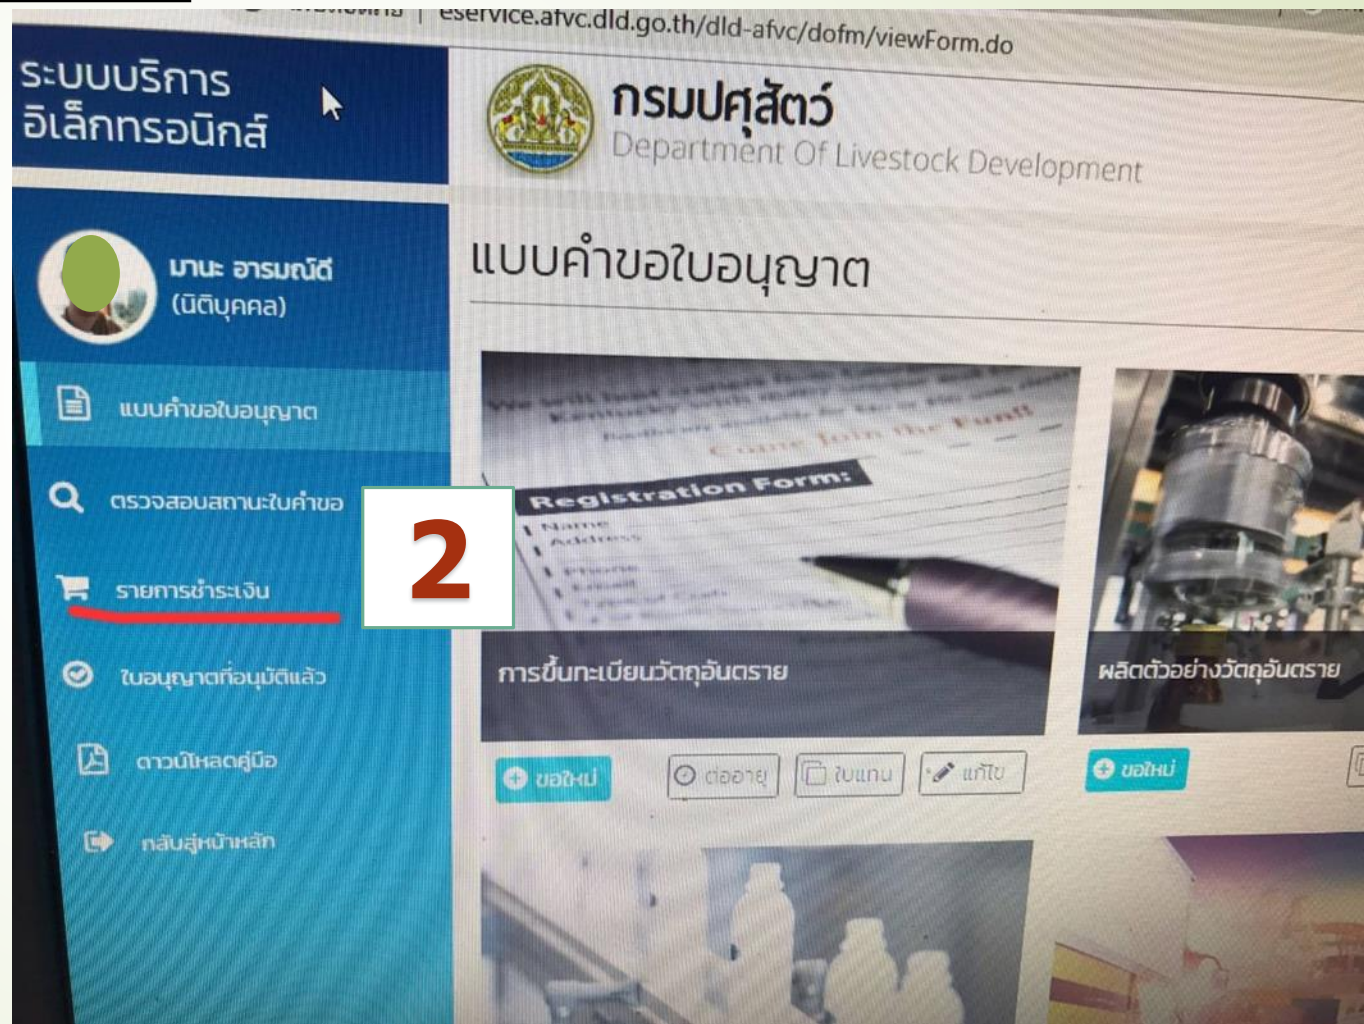 eservice.afvc.dld.go.th/dld-afvc/dofm/viewForm.do
ระบบบริการ
อิเล็กทรอนิกส์
กรมปศุสัตว์
Department Of Livestock Development
มานะ อารมณ์ดี
(นิติบุคคล)
แบบคำขอใบอนุญาต
แบบคำขอใบอนุญาต
ตรวจสอบสถานะใบคำขอ
รายการชำระเงิน
ใบอนุญาตที่อนุมัติแล้ว
ดาวน์โหลดคู่มือ
กลับสู่หน้าหลัก
2
Come Join the Fun!!
Registration Form:
Name
Address
Phone
Email
การขึ้นทะเบียนวัตถุอันตราย
ขอใหม่
ต่ออายุ
ใบแทน
แก้ไข
ผลิตตัวอย่างวัตถุอันตราย
ขอใหม่